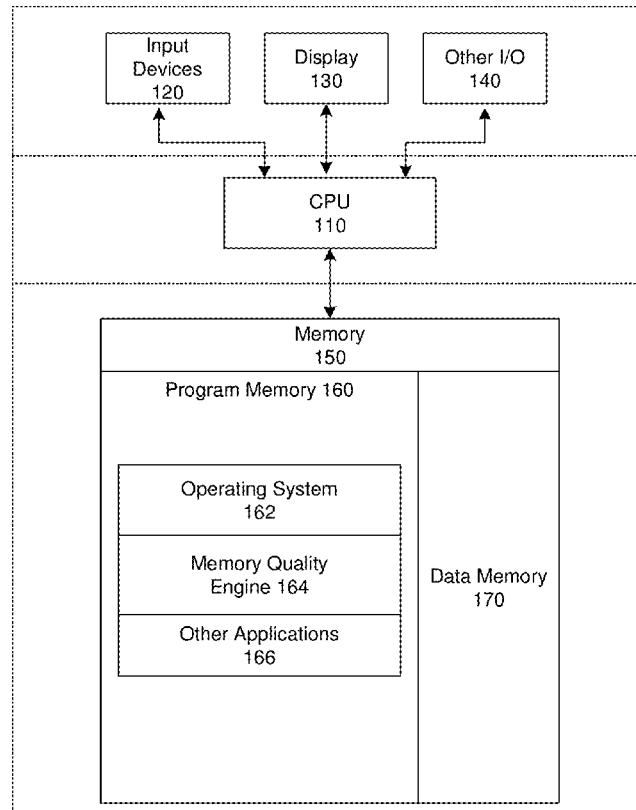 Input
Devices
120
Display
130
Other I/O
140
CPU
110
Memory
150
Program Memory 160
Operating System
162
Memory Quality
Engine 164
Other Applications
166
Data Memory
170